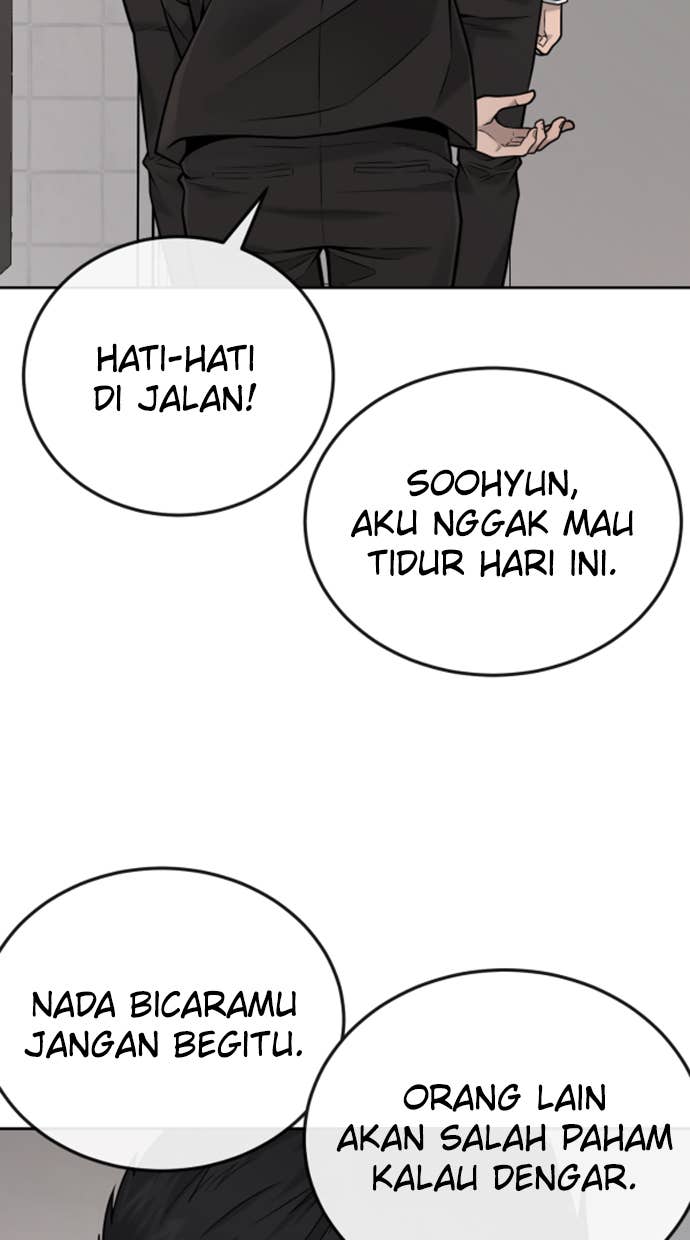 HATI-HATI
DI JALAN!
SOOHYUN,
AKU NGGAK MAU
TIDUR HARI INI.
NADA BICARAMU
JANGAN BEGITU.
ORANG LAIN
AKAN SALAH PAHAM
KALAU DENGAR.